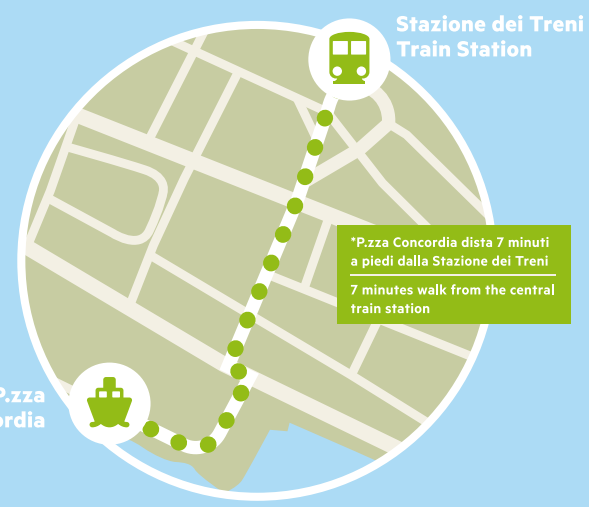 Stazione dei Treni
Train Station
*P.zza Concordia dista 7 minuti
a piedi dalla Stazione dei Treni
7 minutes walk from the central
train station
P.zza
ordia